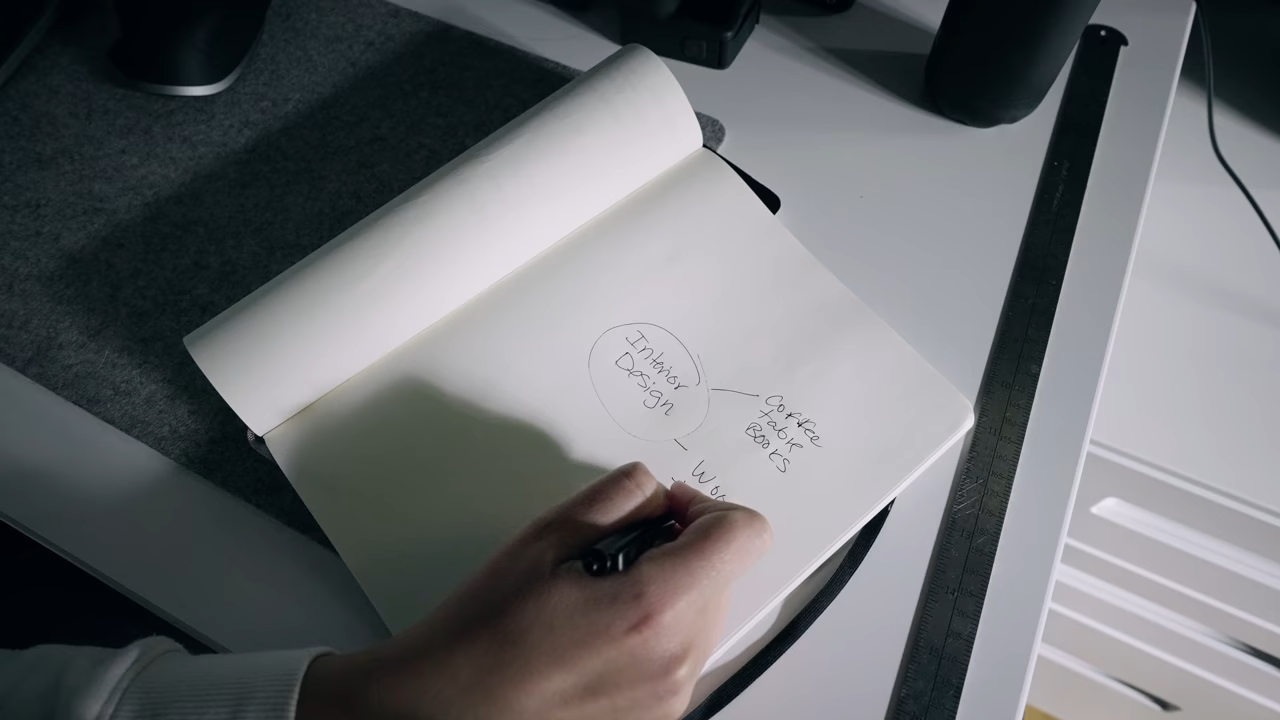 Interior
Design
Coffee
table
Books